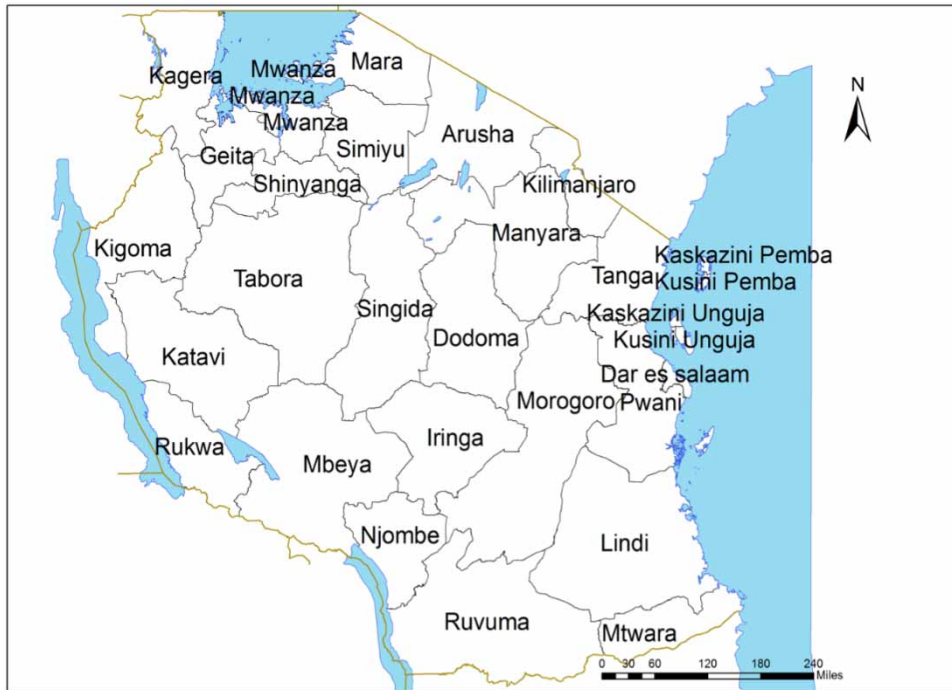 Kagera
Mwanza
Mara
Mwanza
Mwanza
Geita
Simiyu
Arusha
Shinyanga
Kilimanjaro
Kigoma
Manyara
Tabora
Singida
Tanga
Kaskazini Pemba
Kusini Pemba
Kaskazini Unguja
Kusini Unguja
Dodoma
Katavi
Dar es salaam
Morogoro
Pwani
Rukwa
Mbeya
Iringa
Njombe
Lindi
Ruvuma
Mtwara
N
0 30 60 120 180 240
Miles